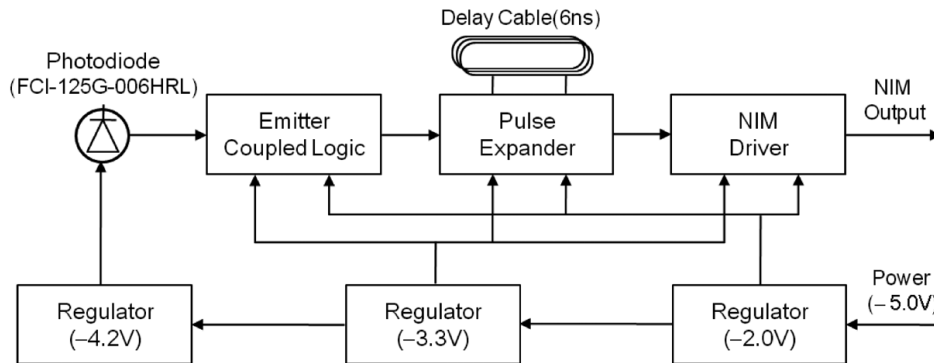 Delay Cable(6ns)
Photodiode
(FCI-125G-006HRL)
Emitter
Coupled Logic
Pulse
Expander
NIM
Driver
NIM
Output
Regulator
(–4.2V)
Regulator
(–3.3V)
Regulator
(–2.0V)
Power
(– 5.0V)